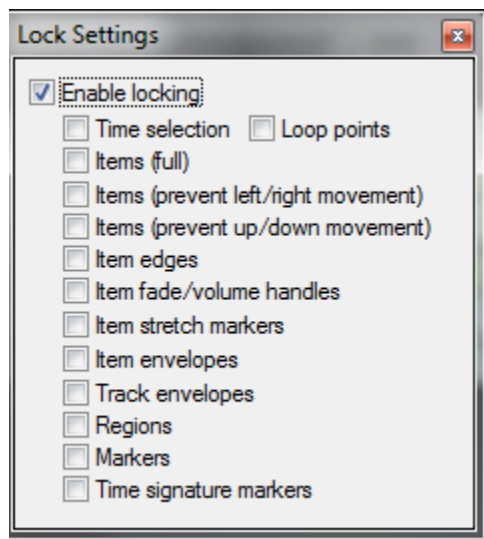 Lock Settings
Enable locking
Time selection Loop points
Items (full)
Items (prevent left/right movement)
Items (prevent up/down movement)
Item edges
Item fade/volume handles
Item stretch markers
Item envelopes
Track envelopes
Regions
Markers
Time signature markers